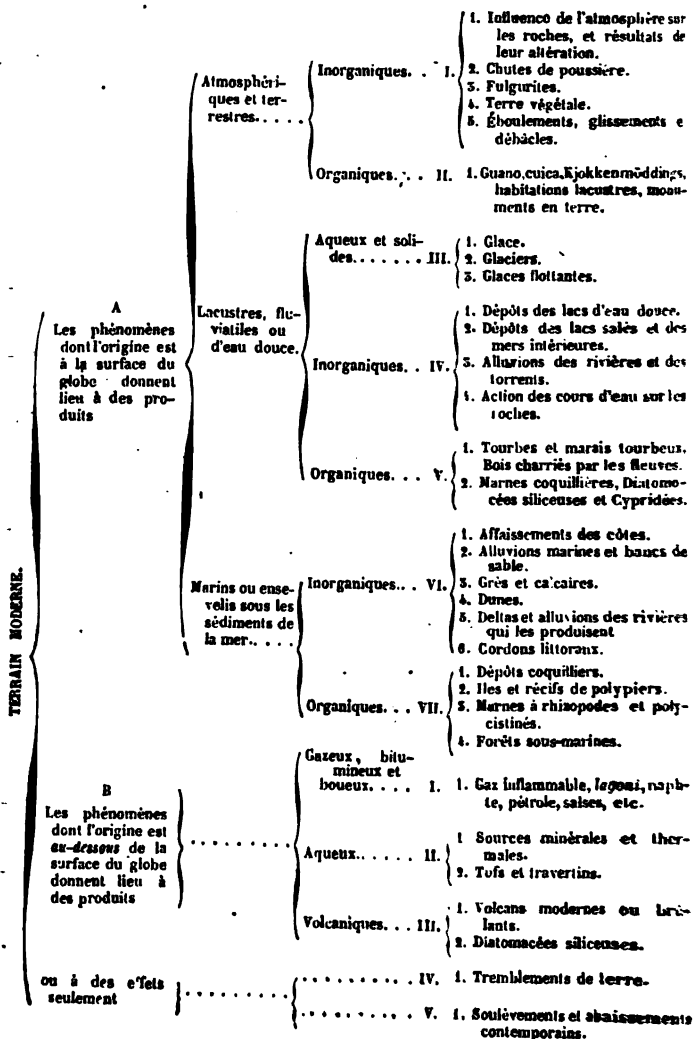 TERRAIN MODERNE.
A
Les phénomènes
dont l'origine est
à la surface du
globe donnent
lieu à des pro-
duits
Atmosphéri-
ques et ter-
restres.....
Inorganiques. . I.
1. Influence de l'atmosphère sur
les roches, et résultats de
leur altération.
2. Chutes de poussière.
3. Fulgurites.
4. Terre végétale.
5. Éboulements, glissements e
débâcles.
Organiques. . . II.
1. Guano, cuica, Kjokkenmöddings,
habitations lacustres, monu-
ments en terre.
Lacustres, flu-
viatiles ou
d'eau douce.
Aqueux et soli-
des....... III.
1. Glace.
2. Glaciers.
3. Glaces flottantes.
Inorganiques. . IV.
1. Dépôts des lacs d'eau douce.
2. Dépôts des lacs salés et des
mers intérieures.
3. Alluvions des rivières et des
torrents.
4. Action des cours d'eau sur les
roches.
Organiques. . . V.
1. Tourbes et marais tourbeux.
Bois charriés par les fleuves.
2. Marnes coquillières, Diatomo-
cées siliceuses et Cypridées.
Marins ou ense-
velis sous les
sédiments de
la mer.....
Inorganiques.. . VI.
1. Affaissements des côtes.
2. Alluvions marines et bancs de
sable.
3. Grès et calcaires.
4. Dunes.
5. Deltas et alluvions des rivières
qui les produisent
6. Cordons littoraux.
Organiques. . . VII.
1. Dépôts coquilliers.
2. Iles et récifs de polypiers.
3. Marnes à rhizopodes et poly-
cistinés.
4. Forêts sous-marines.
B
Les phénomènes
dont l'origine est
au-dessous de la
surface du globe
donnent lieu à
des produits
Gazeux, bitu-
mineux et
boueux. . . . I.
1. Gaz inflammable, lagoni, naph-
te, pétrole, salses, etc.
Aqueux.. . . . II.
1 Sources minérales et ther-
males.
2. Tufs et travertins.
Volcaniques. . . III.
1. Volcans modernes ou brû-
lants.
2. Diatomacées siliceuses.
ou à des effets
seulement
IV. 1. Tremblements de terre.
V. 1. Soulèvements et abaissements
contemporains.